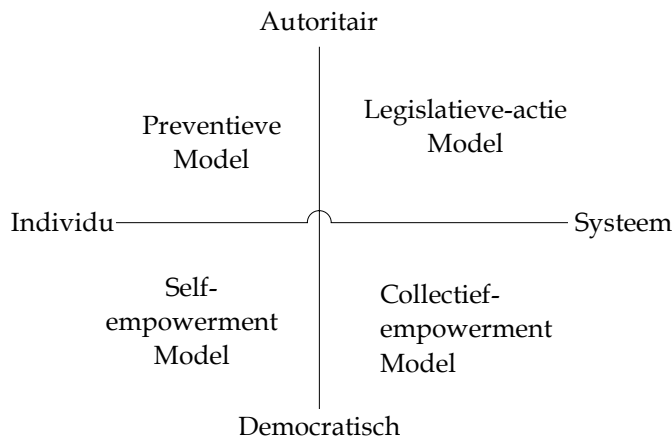 Autoritair
Preventieve
Model
Legislatieve-actie
Model
Individu
Systeem
Self-
empowerment
Model
Collectief-
empowerment
Model
Democratisch